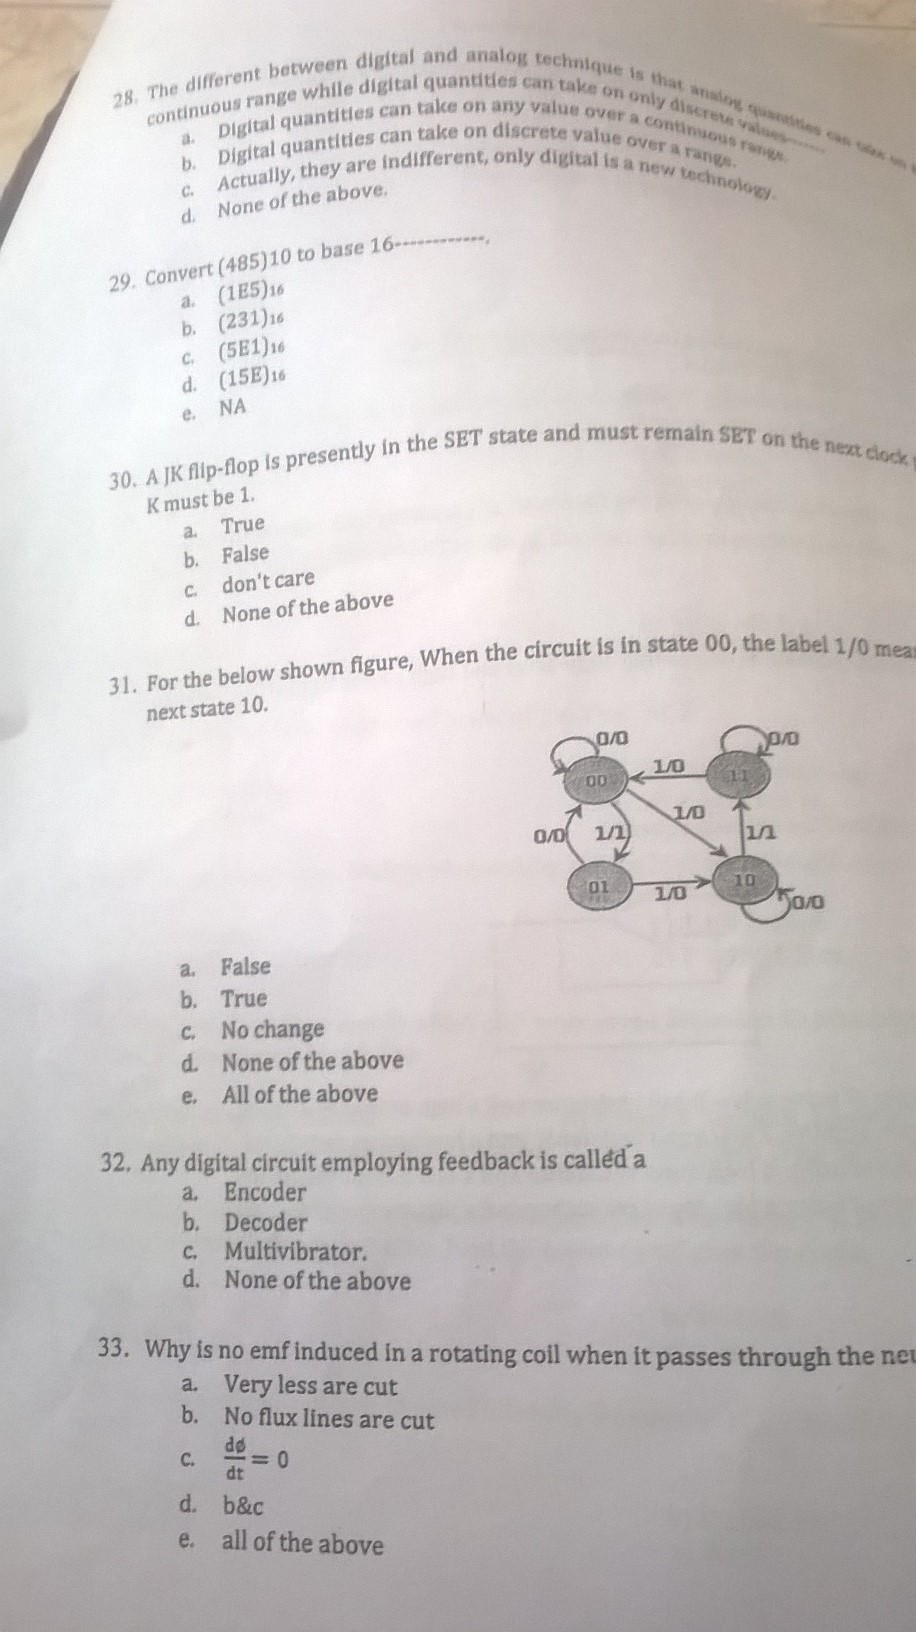 28. The different between digital and analog technique is that analog quantities can take on
continuous range while digital quantities can take on only discrete values-------
a. Digital quantities can take on any value over a continuous range.
b. Digital quantities can take on discrete value over a range.
c. Actually, they are indifferent, only digital is a new technology.
d. None of the above.
29. Convert (485)10 to base 16------------.
a. (1E5)16
b. (231)16
c. (5E1)16
d. (15E)16
e. NA
30. A JK flip-flop is presently in the SET state and must remain SET on the next clock
K must be 1.
a. True
b. False
c. don't care
d. None of the above
31. For the below shown figure, When the circuit is in state 00, the label 1/0 mea
next state 10.
0/0 0/0
00 1/0 11
0/0 1/1 1/0 1/1
01 1/0 10 0/0
a. False
b. True
c. No change
d. None of the above
e. All of the above
32. Any digital circuit employing feedback is called a
a. Encoder
b. Decoder
c. Multivibrator.
d. None of the above
33. Why is no emf induced in a rotating coil when it passes through the neu
a. Very less are cut
b. No flux lines are cut
c. dø/dt = 0
d. b&c
e. all of the above